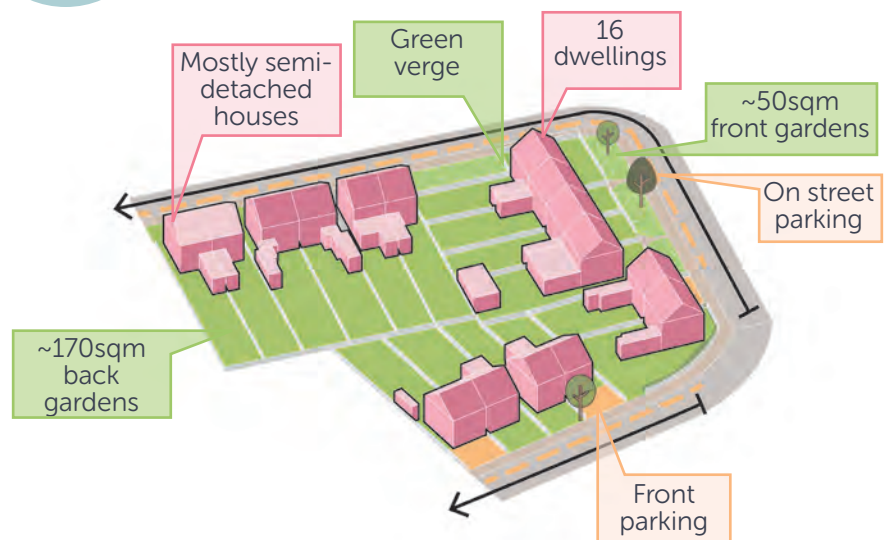 Mostly semi-
detached
houses
Green
verge
16
dwellings
~50sqm
front gardens
On street
parking
~170sqm
back
gardens
Front
parking